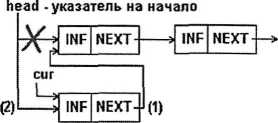 head - указатель на начало
INF NEXT INF NEXT
cur
(2) INF NEXT (1)